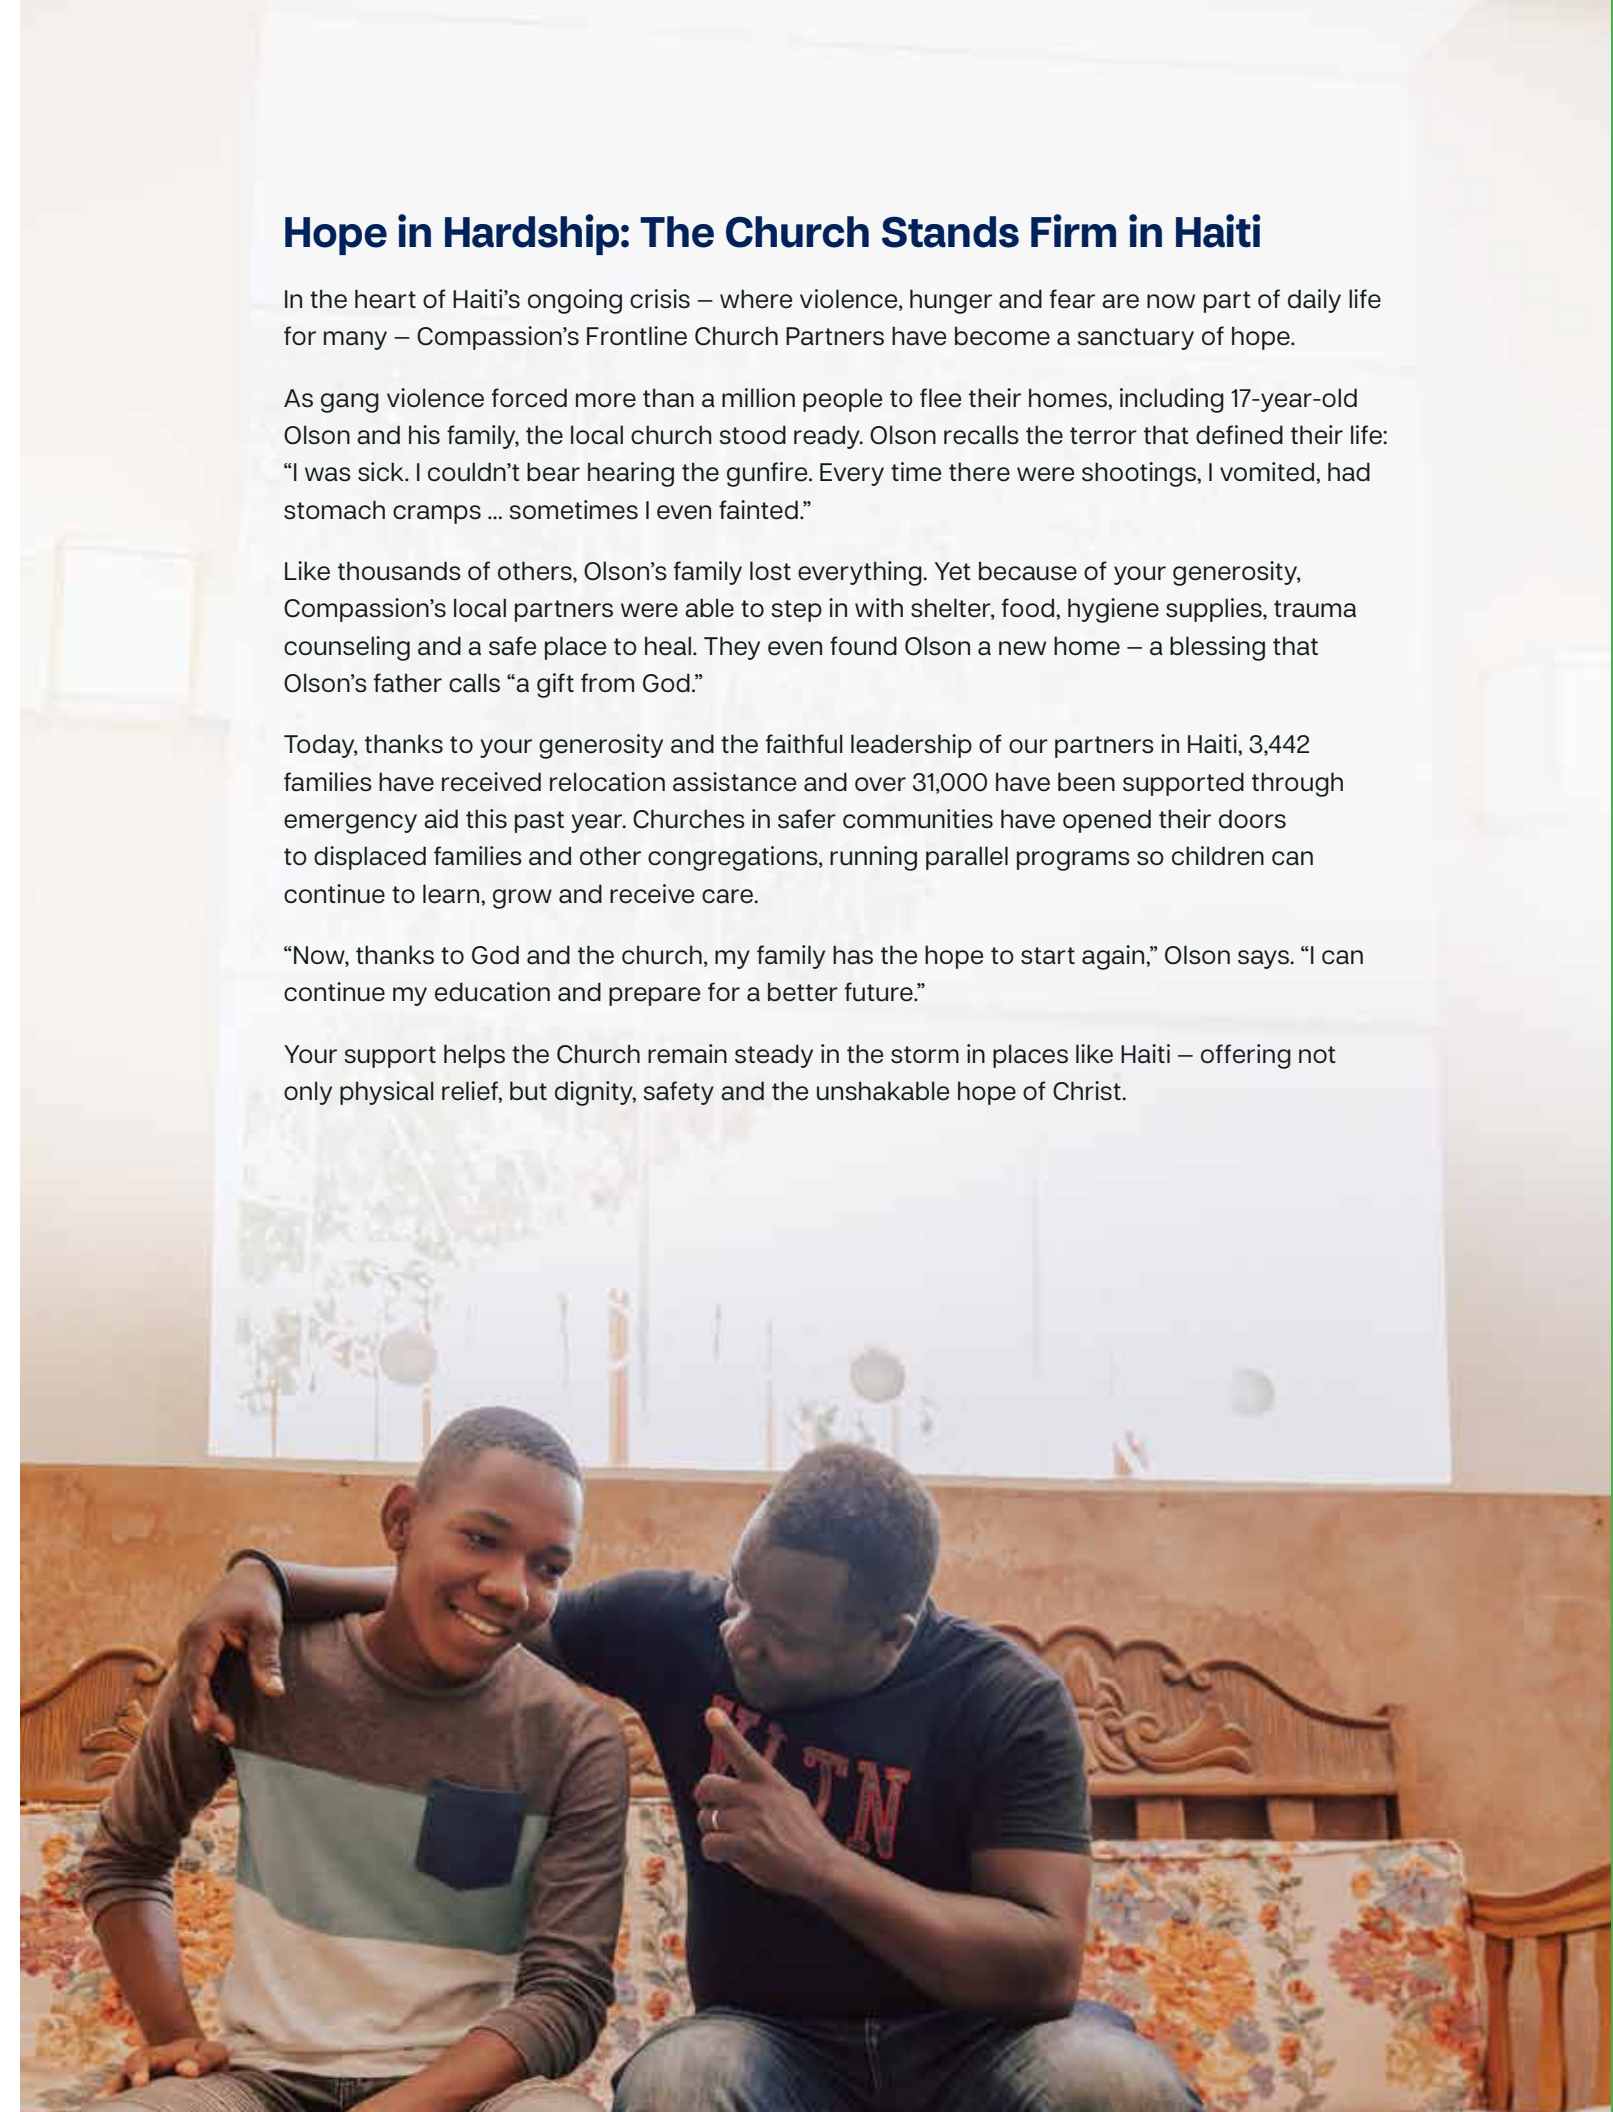 Hope in Hardship: The Church Stands Firm in Haiti
In the heart of Haiti’s ongoing crisis – where violence, hunger and fear are now part of daily life
for many – Compassion’s Frontline Church Partners have become a sanctuary of hope.
As gang violence forced more than a million people to flee their homes, including 17-year-old
Olson and his family, the local church stood ready. Olson recalls the terror that defined their life:
“I was sick. I couldn’t bear hearing the gunfire. Every time there were shootings, I vomited, had
stomach cramps ... sometimes I even fainted.”
Like thousands of others, Olson’s family lost everything. Yet because of your generosity,
Compassion’s local partners were able to step in with shelter, food, hygiene supplies, trauma
counseling and a safe place to heal. They even found Olson a new home – a blessing that
Olson’s father calls “a gift from God.”
Today, thanks to your generosity and the faithful leadership of our partners in Haiti, 3,442
families have received relocation assistance and over 31,000 have been supported through
emergency aid this past year. Churches in safer communities have opened their doors
to displaced families and other congregations, running parallel programs so children can
continue to learn, grow and receive care.
“Now, thanks to God and the church, my family has the hope to start again,” Olson says. “I can
continue my education and prepare for a better future.”
Your support helps the Church remain steady in the storm in places like Haiti – offering not
only physical relief, but dignity, safety and the unshakable hope of Christ.